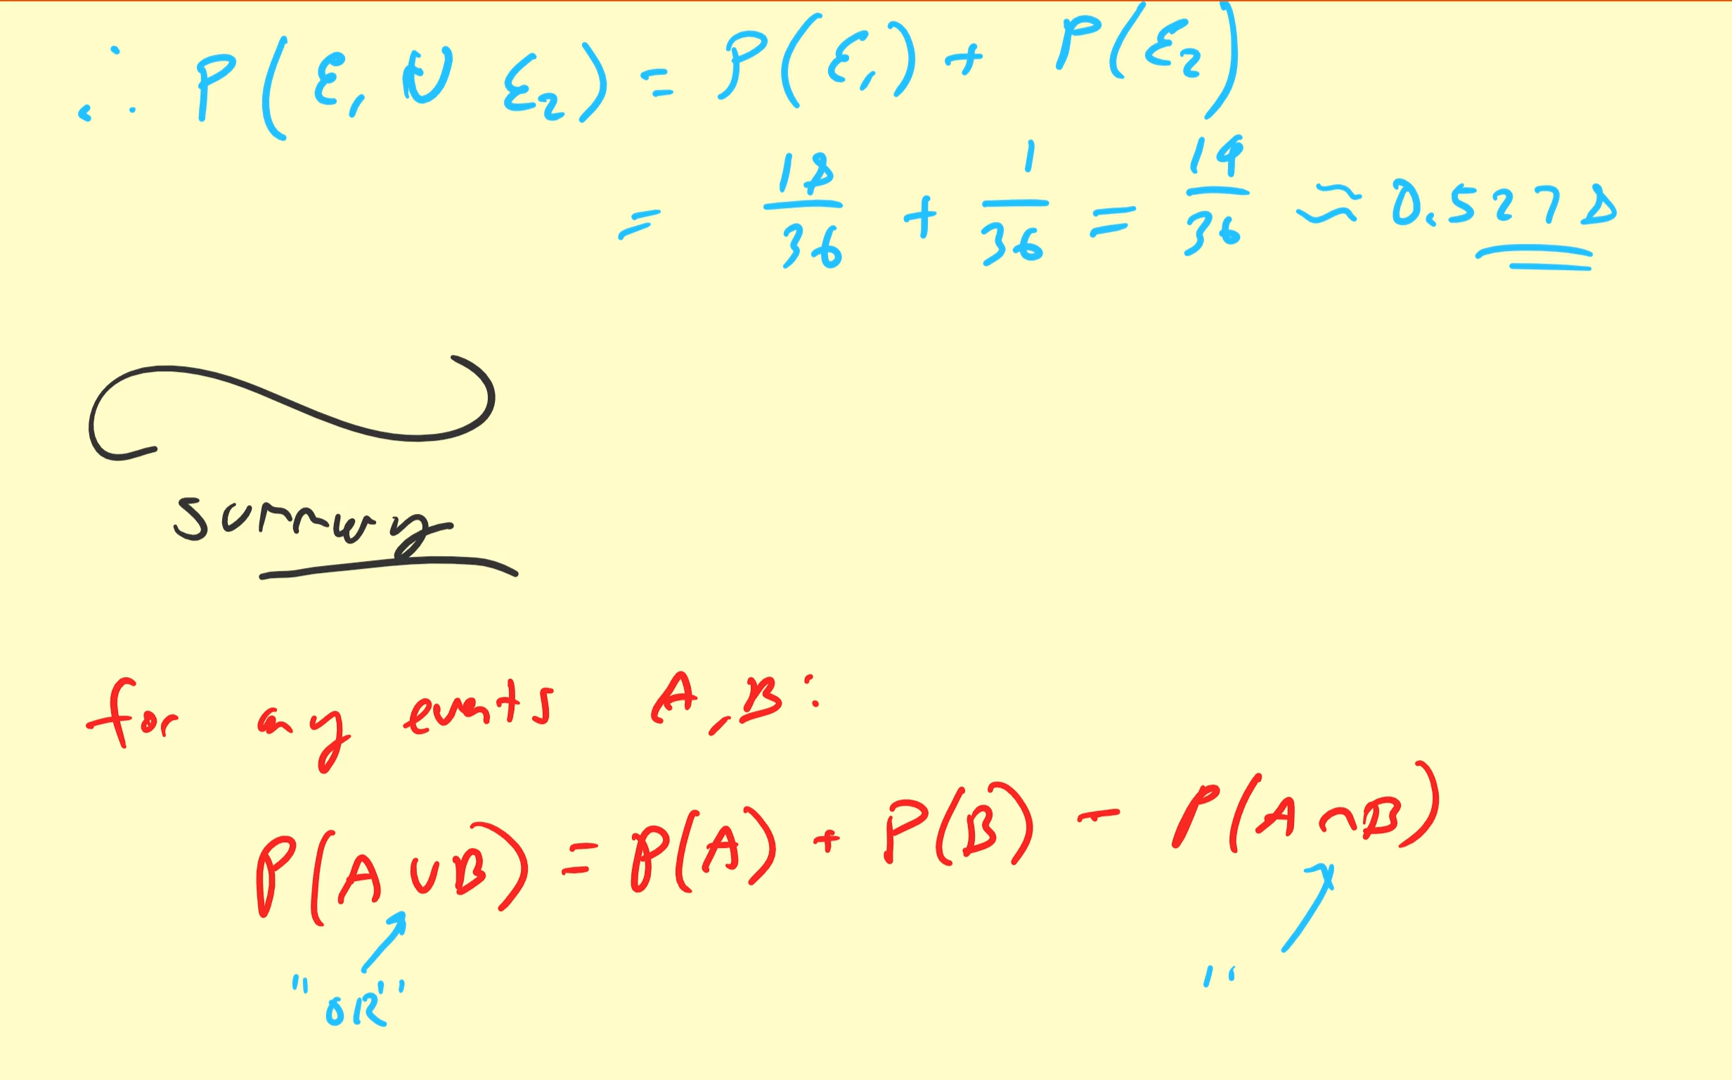 ∴ P(E₁ ∪ E₂) = P(E₁) + P(E₂)
= 18/36 + 1/36 = 19/36 ≈ 0.5278
Summary
for any events A, B:
P(A ∪ B) = P(A) + P(B) - P(A ∩ B)
"OR" "